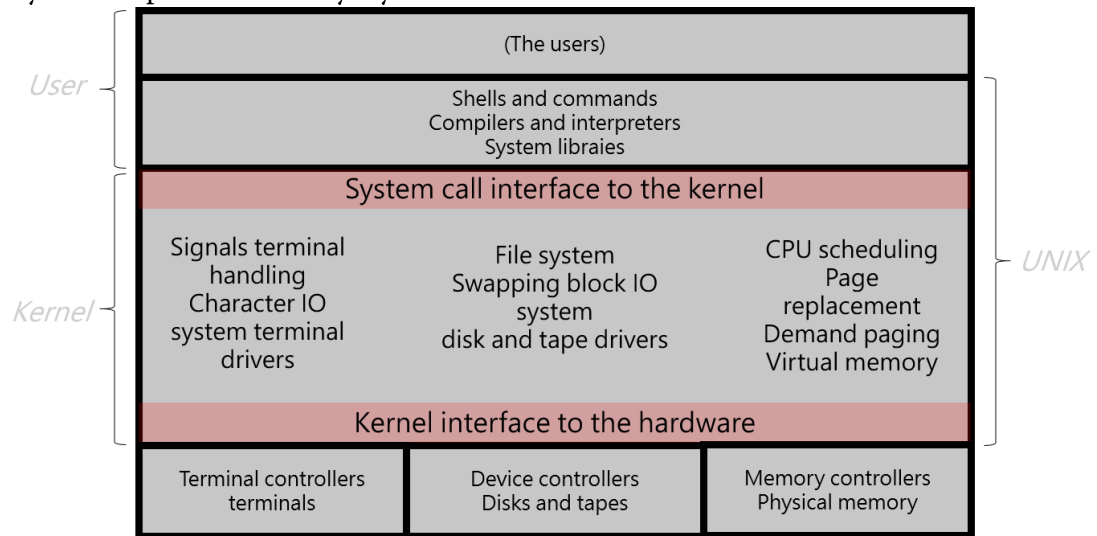 (The users)
User
Shells and commands
Compilers and interpreters
System libraies
UNIX
System call interface to the kernel
Kernel
Signals terminal
handling
Character IO
system terminal
drivers
File system
Swapping block IO
system
disk and tape drivers
CPU scheduling
Page
replacement
Demand paging
Virtual memory
Kernel interface to the hardware
Terminal controllers
terminals
Device controllers
Disks and tapes
Memory controllers
Physical memory